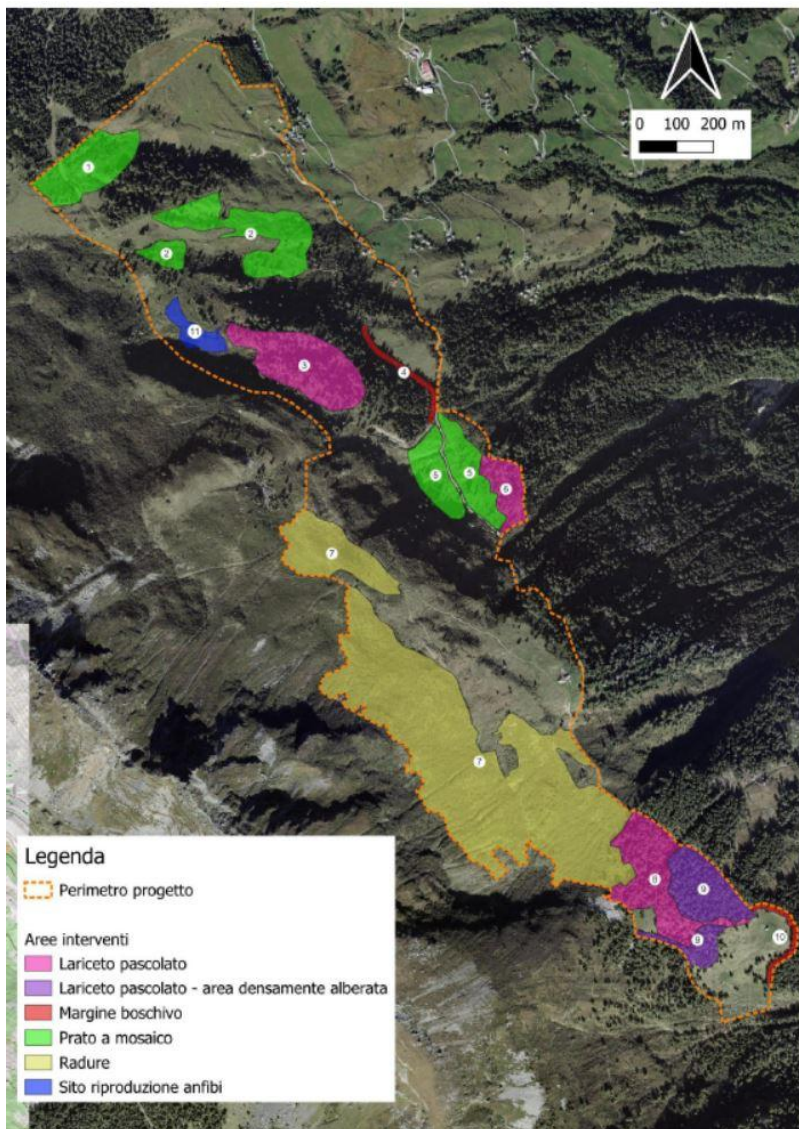 0 100 200 m
1
2
2
11
3
4
5
5
6
7
7
8
9
9
10
Legenda
Perimetro progetto
Aree interventi
Lariceto pascolato
Lariceto pascolato - area densamente alberata
Margine boschivo
Prato a mosaico
Radure
Sito riproduzione anfibi